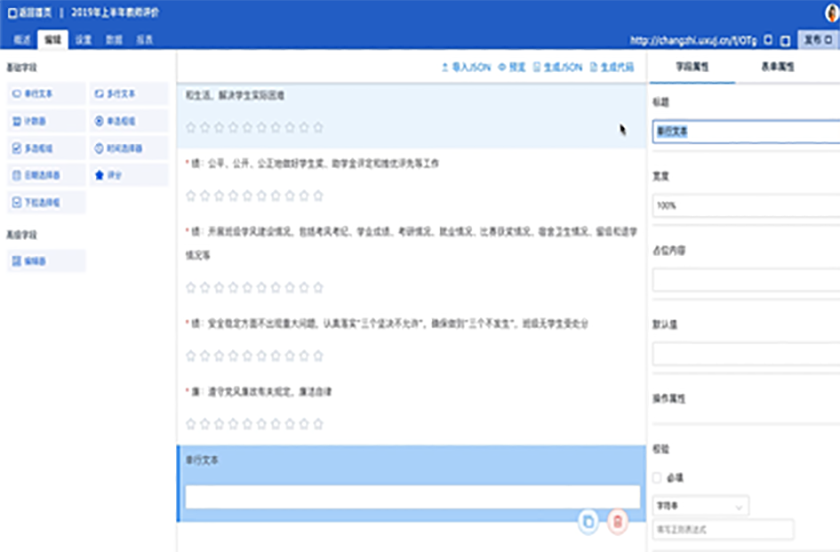 返回首页 | 2019年上半年教师评价
概述 编辑 设置 数据 报表
http://changzhi.uxuj.cn/f/OTg 发布
基础字段
单行文本 多行文本
计数器 单选框组
多选框组 时间选择器
日期选择器 评分
下拉选择框
高级字段
编辑器
导入JSON 预览 生成JSON 生成代码
和生活，解决学生实际困难
* 绩：公平、公开、公正地做好学生奖、助学金评定和推优评先等工作
* 绩：开展班级学风建设情况，包括考风考纪、学业成绩、考研情况、就业情况、比赛获奖情况、宿舍卫生情况、留级和退学
情况等
* 绩：安全稳定方面不出现重大问题，认真落实"三个坚决不允许"，确保做到"三个不发生"，班级无学生受处分
* 廉：遵守党风廉政有关规定，廉洁自律
单行文本
字段属性 表单属性
标题
单行文本
宽度
100%
占位内容
默认值
操作属性
校验
必填
字符串
填写正则表达式